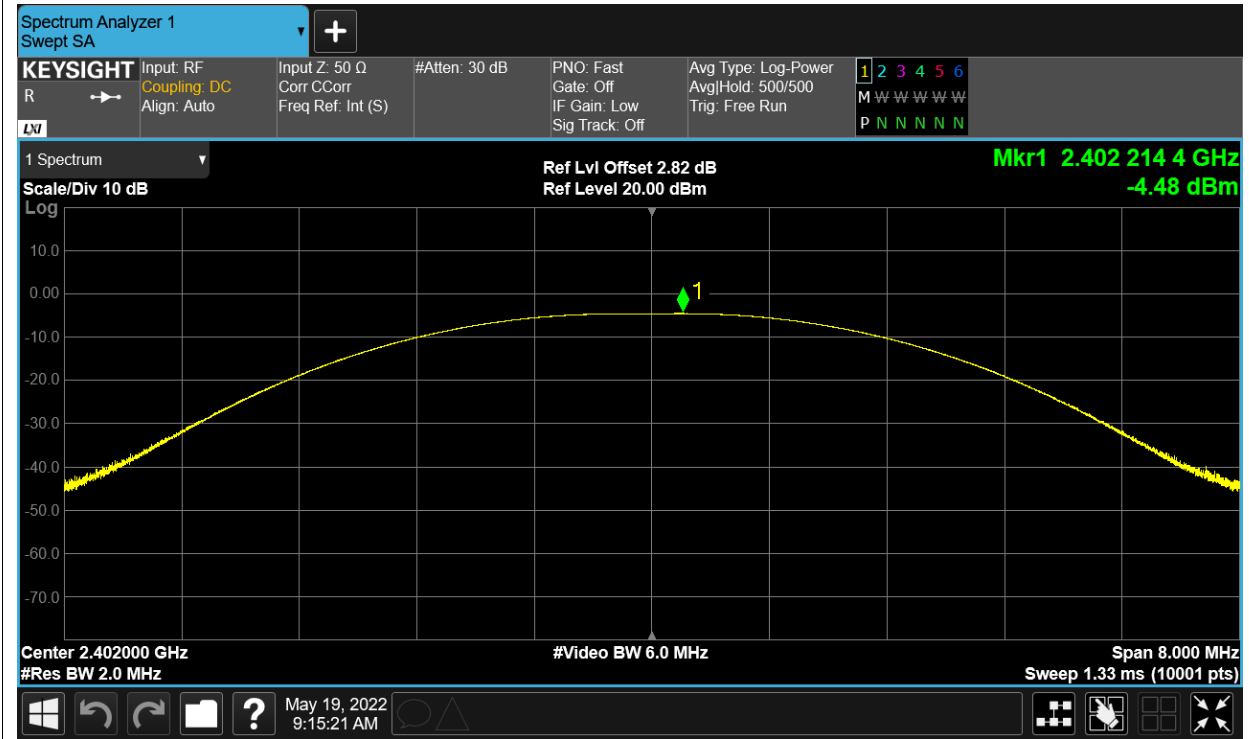 Spectrum Analyzer 1
Swept SA
KEYSIGHT
R
LXI
Input: RF
Coupling: DC
Align: Auto
Input Z: 50 Ω
Corr CCorr
Freq Ref: Int (S)
#Atten: 30 dB
PNO: Fast
Gate: Off
IF Gain: Low
Sig Track: Off
Avg Type: Log-Power
Avg|Hold: 500/500
Trig: Free Run
1 2 3 4 5 6
M W W W W W
P N N N N N
1 Spectrum
Scale/Div 10 dB
Log
Ref Lvl Offset 2.82 dB
Ref Level 20.00 dBm
Mkr1 2.402 214 4 GHz
-4.48 dBm
10.0
0.00
1
-10.0
-20.0
-30.0
-40.0
-50.0
-60.0
-70.0
Center 2.402000 GHz
#Res BW 2.0 MHz
#Video BW 6.0 MHz
Span 8.000 MHz
Sweep 1.33 ms (10001 pts)
?
May 19, 2022
9:15:21 AM